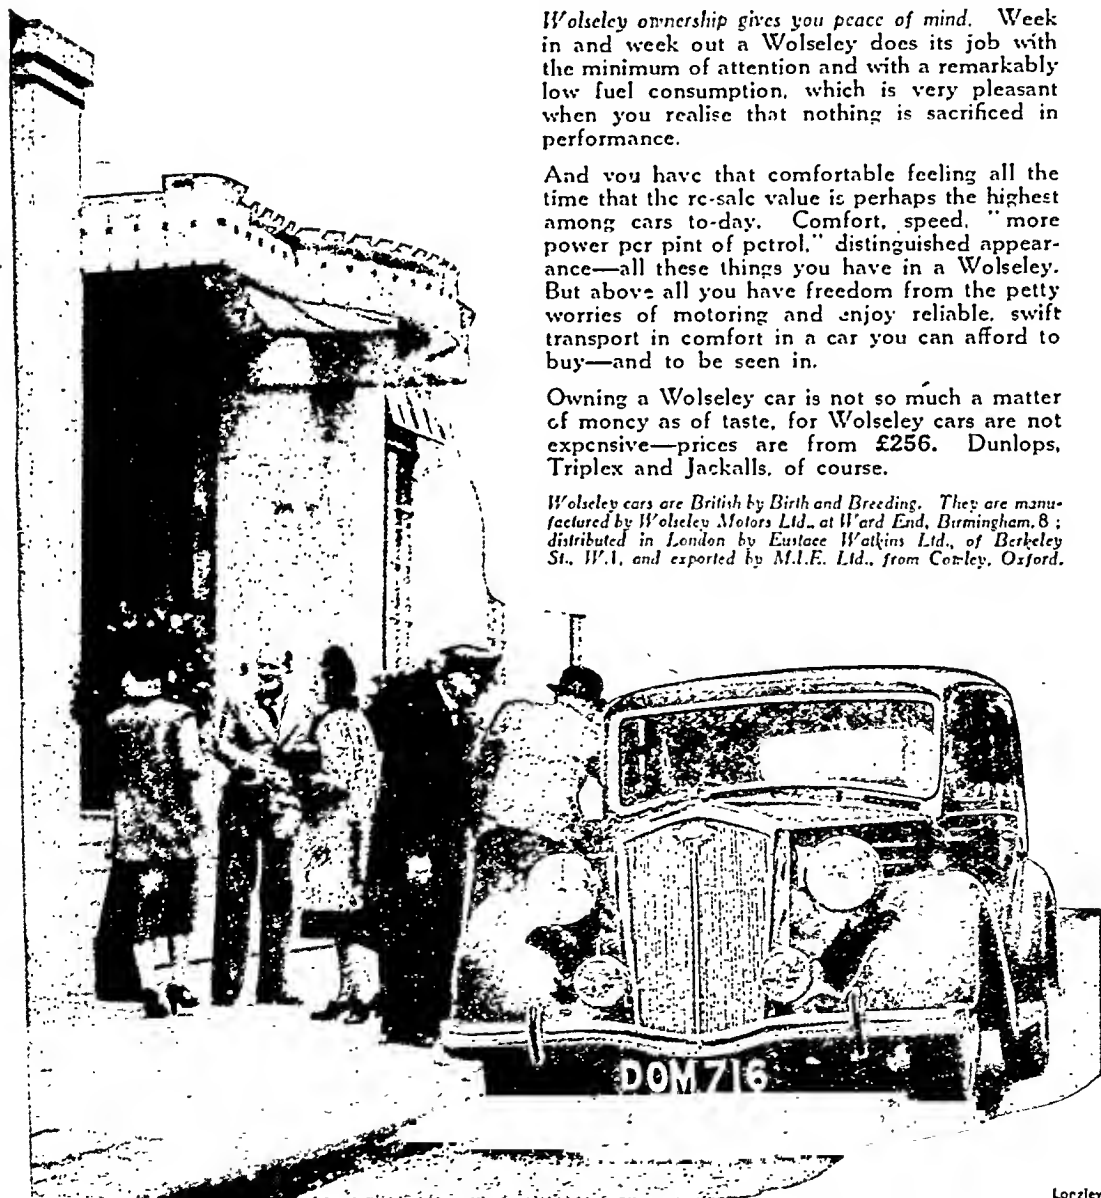 Wolseley ownership gives you peace of mind. Week
in and week out a Wolseley does its job with
the minimum of attention and with a remarkably
low fuel consumption, which is very pleasant
when you realise that nothing is sacrificed in
performance.
And you have that comfortable feeling all the
time that the re-sale value is perhaps the highest
among cars to-day. Comfort, speed, "more
power per pint of petrol," distinguished appear-
ance—all these things you have in a Wolseley.
But above all you have freedom from the petty
worries of motoring and enjoy reliable, swift
transport in comfort in a car you can afford to
buy—and to be seen in.
Owning a Wolseley car is not so much a matter
of money as of taste, for Wolseley cars are not
expensive—prices are from £256. Dunlops,
Triplex and Jackalls, of course.
Wolseley cars are British by Birth and Breeding. They are manu-
factured by Wolseley Motors Ltd., at Ward End, Birmingham, 8 ;
distributed in London by Eustace Watkins Ltd., of Berkeley
St., W.1, and exported by M.I.E. Ltd., from Cowley, Oxford.
DOM 716
Longley